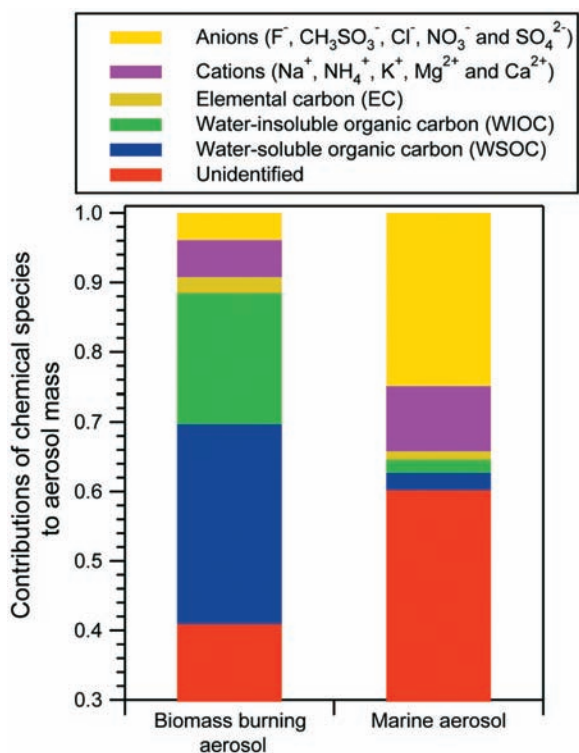 Anions (F⁻, CH₃SO₃⁻, Cl⁻, NO₃⁻ and SO₄²⁻)
Cations (Na⁺, NH₄⁺, K⁺, Mg²⁺ and Ca²⁺)
Elemental carbon (EC)
Water-insoluble organic carbon (WIOC)
Water-soluble organic carbon (WSOC)
Unidentified
Contributions of chemical species
to aerosol mass
1.0
0.9
0.8
0.7
0.6
0.5
0.4
0.3
Biomass burning
aerosol
Marine aerosol